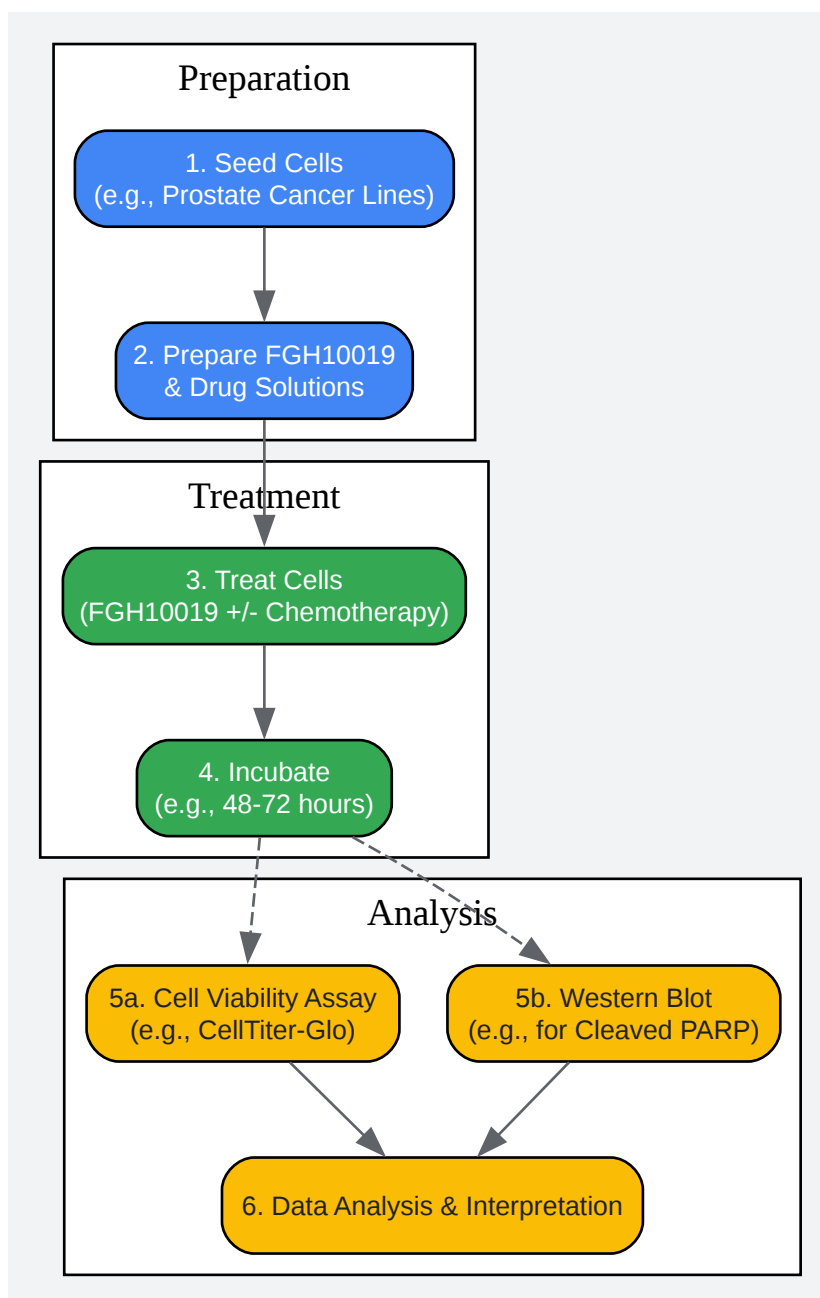 Preparation
1. Seed Cells
(e.g., Prostate Cancer Lines)
2. Prepare FGH10019
& Drug Solutions
Treatment
3. Treat Cells
(FGH10019 +/- Chemotherapy)
4. Incubate
(e.g., 48-72 hours)
Analysis
5a. Cell Viability Assay
(e.g., CellTiter-Glo)
5b. Western Blot
(e.g., for Cleaved PARP)
6. Data Analysis & Interpretation